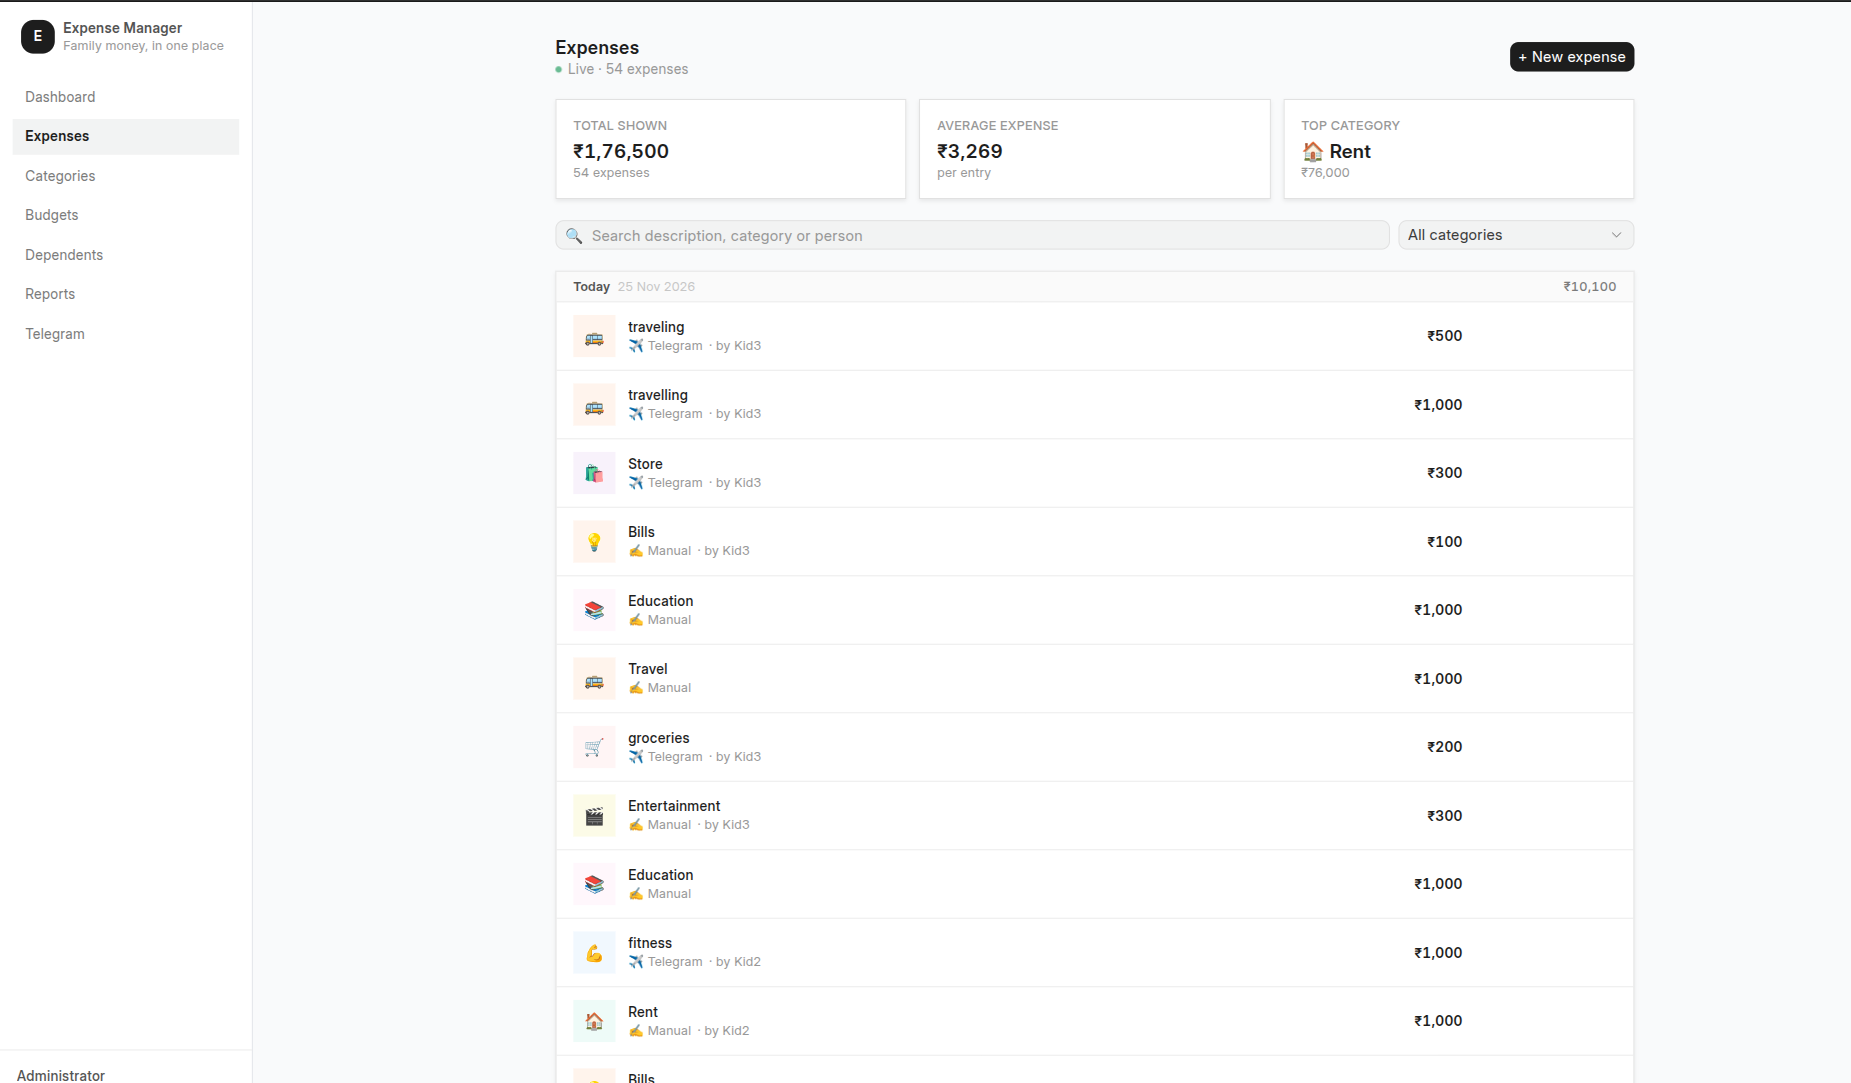 E
Expense Manager
Family money, in one place
Dashboard
Expenses
Categories
Budgets
Dependents
Reports
Telegram
Administrator
Expenses
Live · 54 expenses
+ New expense
TOTAL SHOWN
₹1,76,500
54 expenses
AVERAGE EXPENSE
₹3,269
per entry
TOP CATEGORY
🏠 Rent
₹76,000
🔍 Search description, category or person
All categories
Today 25 Nov 2026 ₹10,100
traveling
✈️ Telegram · by Kid3
₹500
travelling
✈️ Telegram · by Kid3
₹1,000
Store
✈️ Telegram · by Kid3
₹300
Bills
✍️ Manual · by Kid3
₹100
Education
✍️ Manual
₹1,000
Travel
✍️ Manual
₹1,000
groceries
✈️ Telegram · by Kid3
₹200
Entertainment
✍️ Manual · by Kid3
₹300
Education
✍️ Manual
₹1,000
fitness
✈️ Telegram · by Kid2
₹1,000
Rent
✍️ Manual · by Kid2
₹1,000
Bills